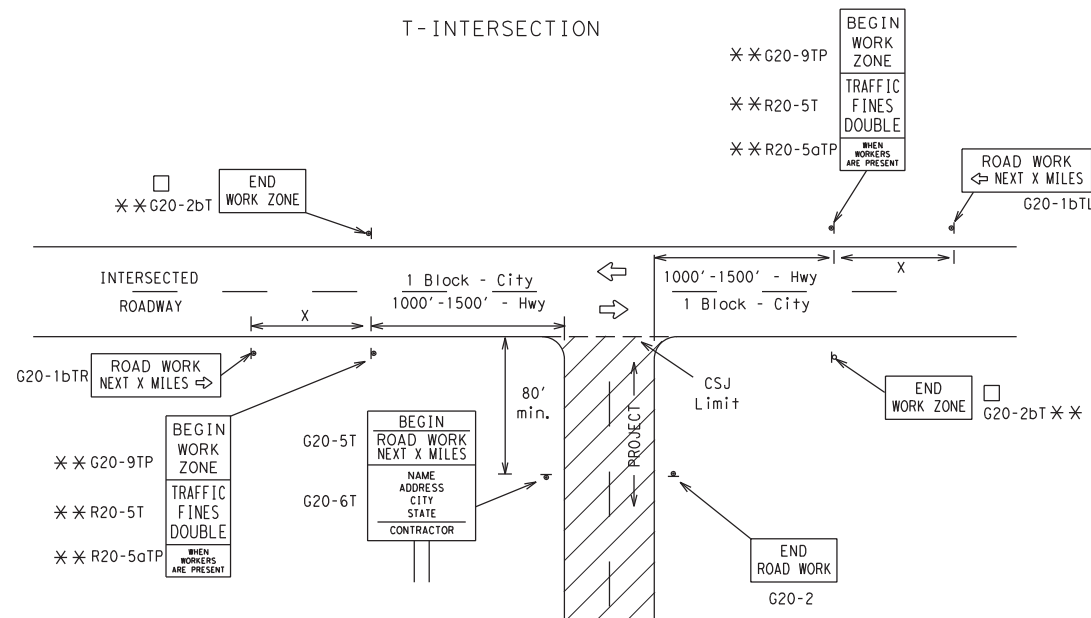 T-INTERSECTION
BEGIN
WORK
ZONE
TRAFFIC
FINES
DOUBLE
WHEN
WORKERS
ARE PRESENT
**G20-9TP
**R20-5T
**R20-5aTP
ROAD WORK
⇦ NEXT X MILES
G20-1bTL
□
**G20-2bT
END
WORK ZONE
INTERSECTED
ROADWAY
1 Block - City
1000'-1500' - Hwy
X
1000'-1500' - Hwy
1 Block - City
X
G20-1bTR
ROAD WORK
NEXT X MILES ⇨
80'
min.
CSJ
Limit
PROJECT
END
WORK ZONE
□
G20-2bT **
**G20-9TP
**R20-5T
**R20-5aTP
BEGIN
WORK
ZONE
TRAFFIC
FINES
DOUBLE
WHEN
WORKERS
ARE PRESENT
G20-5T
G20-6T
BEGIN
ROAD WORK
NEXT X MILES
NAME
ADDRESS
CITY
STATE
CONTRACTOR
END
ROAD WORK
G20-2